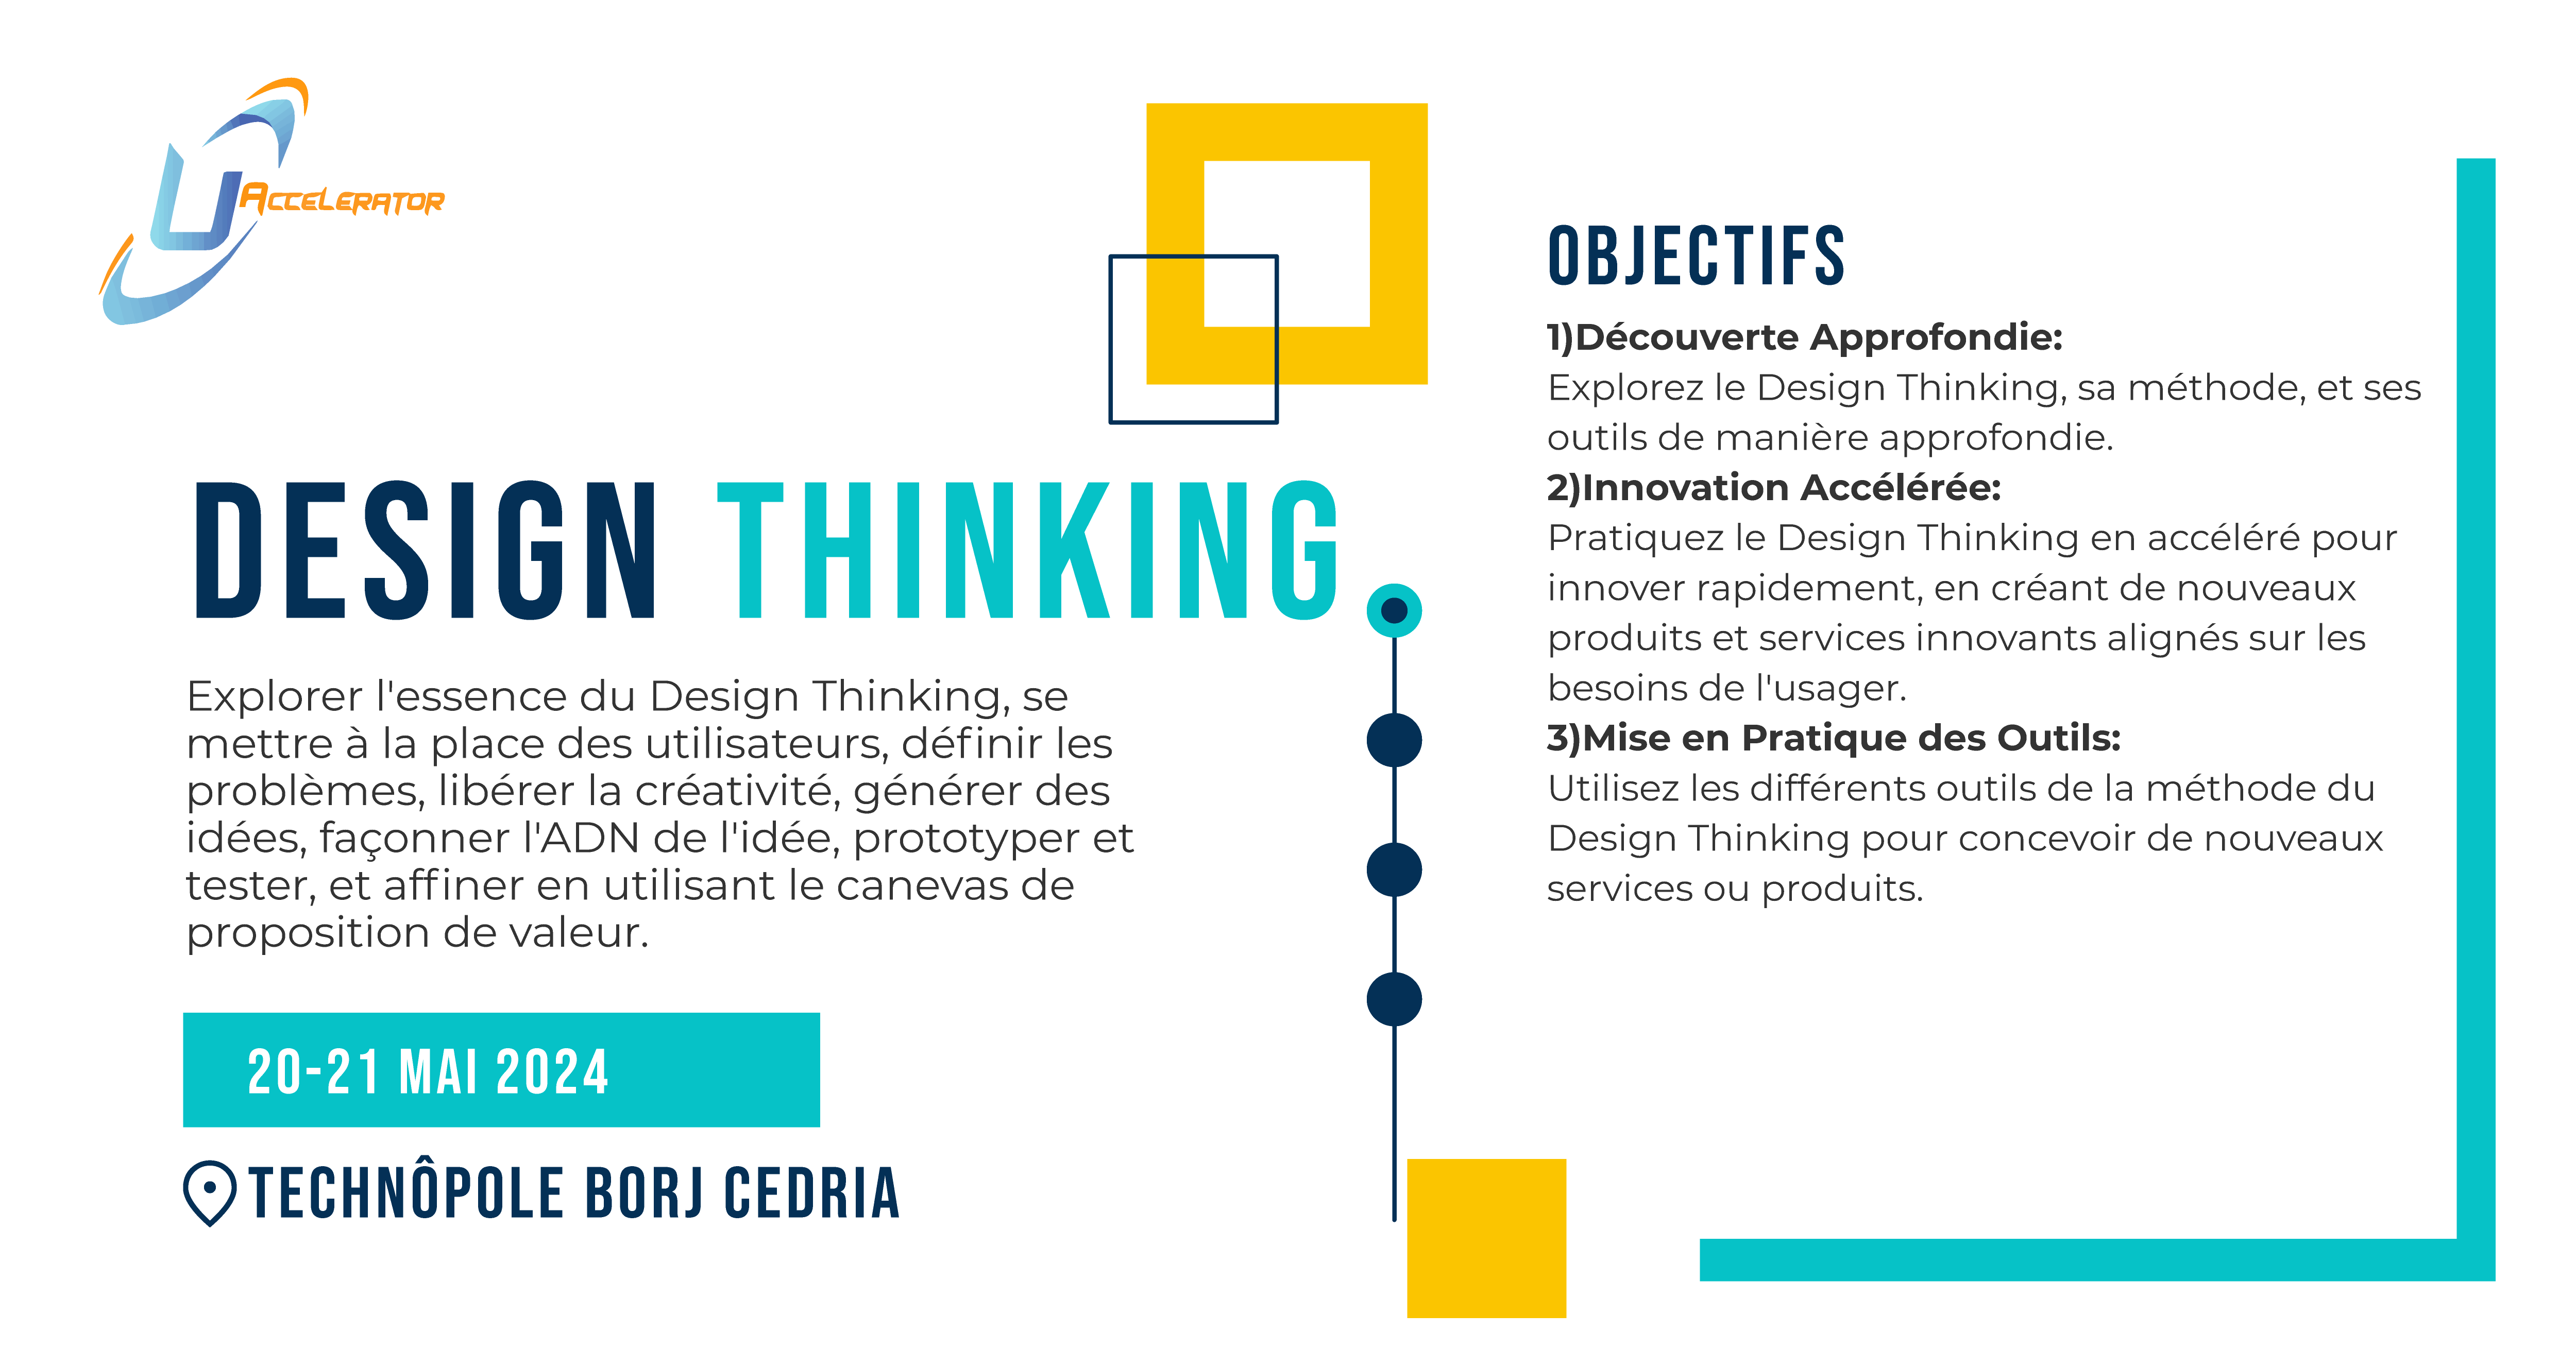 U Accelerator
DESIGN THINKING
Explorer l'essence du Design Thinking, se
mettre à la place des utilisateurs, définir les
problèmes, libérer la créativité, générer des
idées, façonner l'ADN de l'idée, prototyper et
tester, et affiner en utilisant le canevas de
proposition de valeur.
20-21 MAI 2024
TECHNÔPOLE BORJ CEDRIA
OBJECTIFS
1)Découverte Approfondie:
Explorez le Design Thinking, sa méthode, et ses
outils de manière approfondie.
2)Innovation Accélérée:
Pratiquez le Design Thinking en accéléré pour
innover rapidement, en créant de nouveaux
produits et services innovants alignés sur les
besoins de l'usager.
3)Mise en Pratique des Outils:
Utilisez les différents outils de la méthode du
Design Thinking pour concevoir de nouveaux
services ou produits.